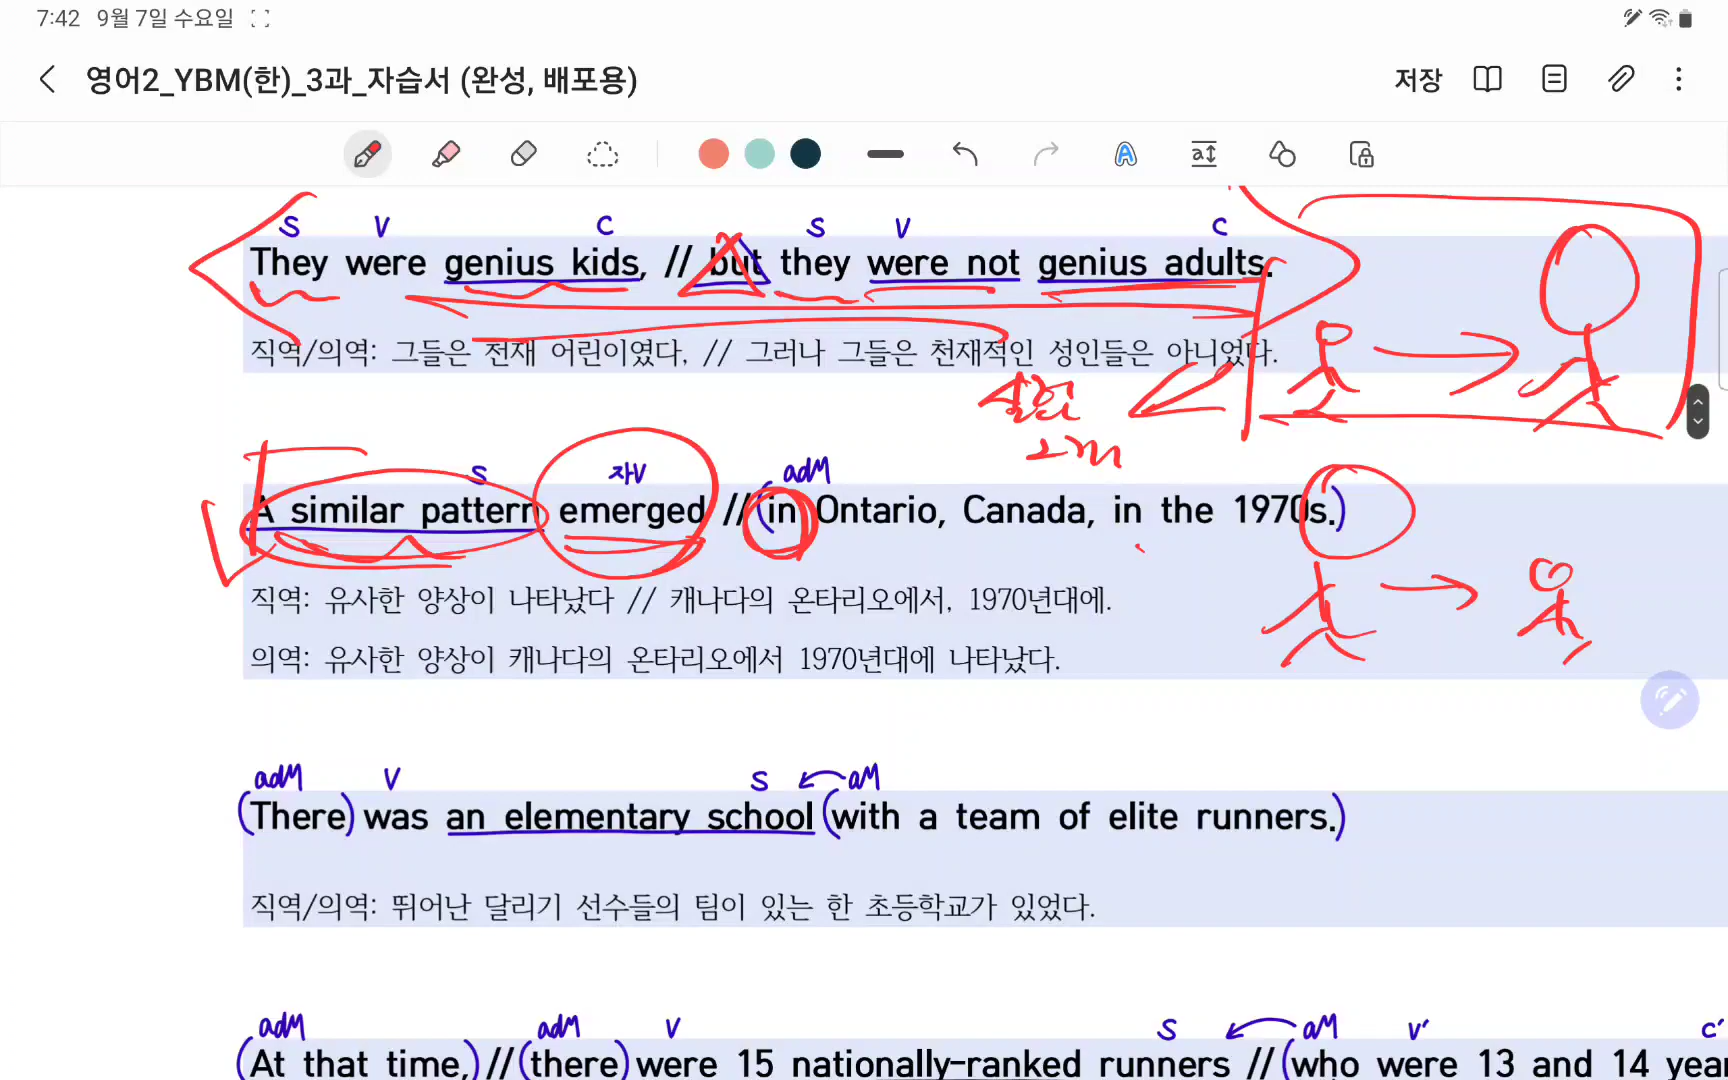 7:42 9월 7일 수요일
영어2_YBM(한)_3과_자습서 (완성, 배포용)
저장
S V C S V C
They were genius kids, // but they were not genius adults.
직역/의역: 그들은 천재 어린이였다, // 그러나 그들은 천재적인 성인들은 아니었다.
실험
2m
S 자V adM
A similar pattern emerged // (in Ontario, Canada, in the 1970s.)
직역: 유사한 양상이 나타났다 // 캐나다의 온타리오에서, 1970년대에.
의역: 유사한 양상이 캐나다의 온타리오에서 1970년대에 나타났다.
adM V S aM
(There) was an elementary school (with a team of elite runners.)
직역/의역: 뛰어난 달리기 선수들의 팀이 있는 한 초등학교가 있었다.
adM adM V S aM V' C'
(At that time,) // (there) were 15 nationally-ranked runners // (who were 13 and 14 yea